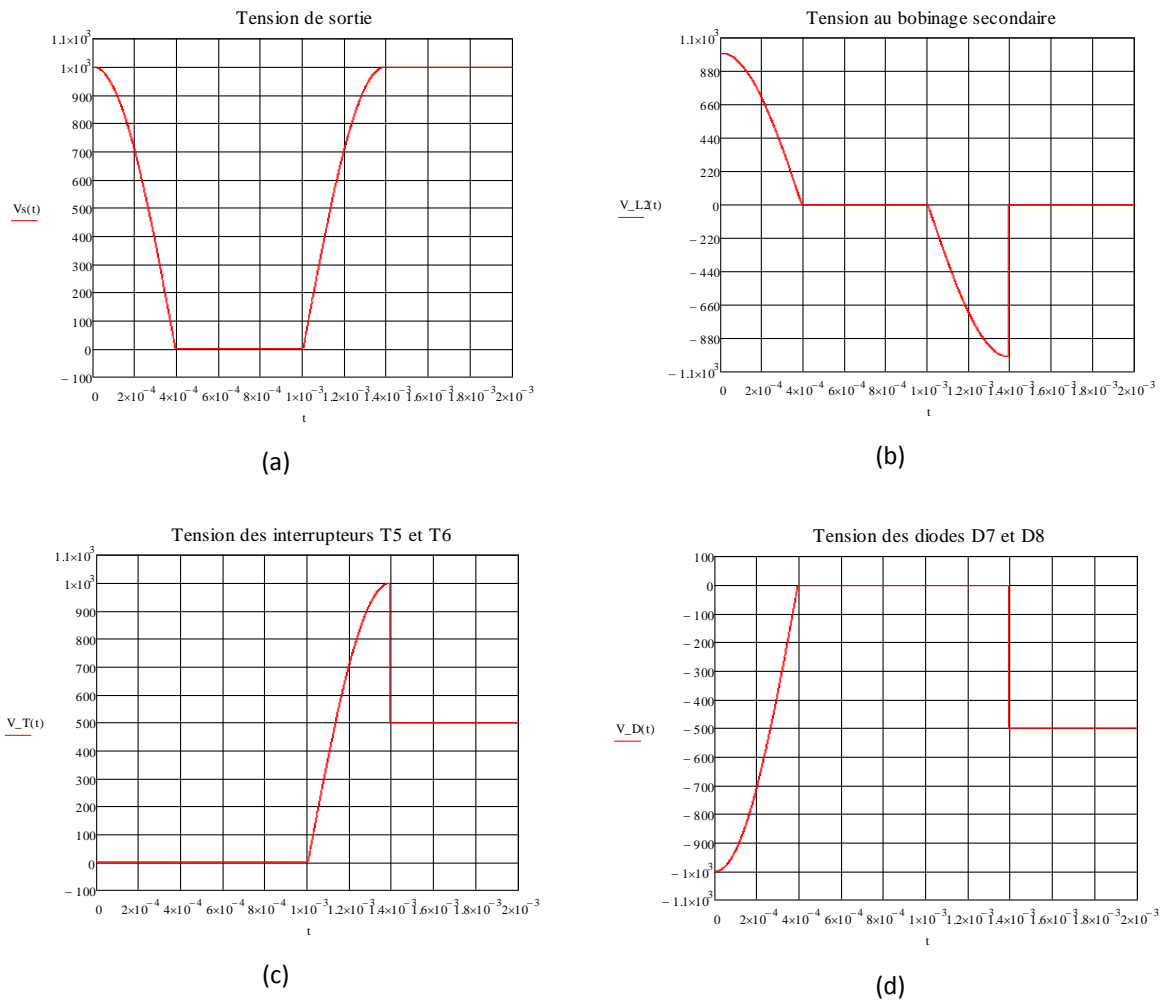 Tension de sortie
1.1×10³
1×10³
900
800
700
600
500
400
300
200
100
0
− 100
Vs(t)
0 2×10⁻⁴ 4×10⁻⁴ 6×10⁻⁴ 8×10⁻⁴ 1×10⁻³ 1.2×10⁻³ 1.4×10⁻³ 1.6×10⁻³ 1.8×10⁻³ 2×10⁻³
t
(a)
Tension au bobinage secondaire
1.1×10³
880
660
440
220
0
− 220
− 440
− 660
− 880
− 1.1×10³
V_L2(t)
0 2×10⁻⁴ 4×10⁻⁴ 6×10⁻⁴ 8×10⁻⁴ 1×10⁻³ 1.2×10⁻³ 1.4×10⁻³ 1.6×10⁻³ 1.8×10⁻³ 2×10⁻³
t
(b)
Tension des interrupteurs T5 et T6
1.1×10³
1×10³
900
800
700
600
500
400
300
200
100
0
− 100
V_T(t)
0 2×10⁻⁴ 4×10⁻⁴ 6×10⁻⁴ 8×10⁻⁴ 1×10⁻³ 1.2×10⁻³ 1.4×10⁻³ 1.6×10⁻³ 1.8×10⁻³ 2×10⁻³
t
(c)
Tension des diodes D7 et D8
100
0
− 100
− 200
− 300
− 400
− 500
− 600
− 700
− 800
− 900
− 1×10³
− 1.1×10³
V_D(t)
0 2×10⁻⁴ 4×10⁻⁴ 6×10⁻⁴ 8×10⁻⁴ 1×10⁻³ 1.2×10⁻³ 1.4×10⁻³ 1.6×10⁻³ 1.8×10⁻³ 2×10⁻³
t
(d)